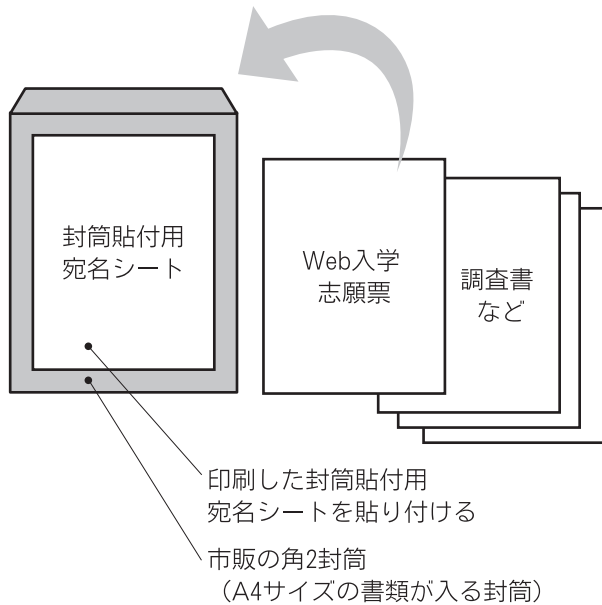 封筒貼付用
宛名シート
Web入学
志願票
調査書
など
印刷した封筒貼付用
宛名シートを貼り付ける
市販の角2封筒
（A4サイズの書類が入る封筒）